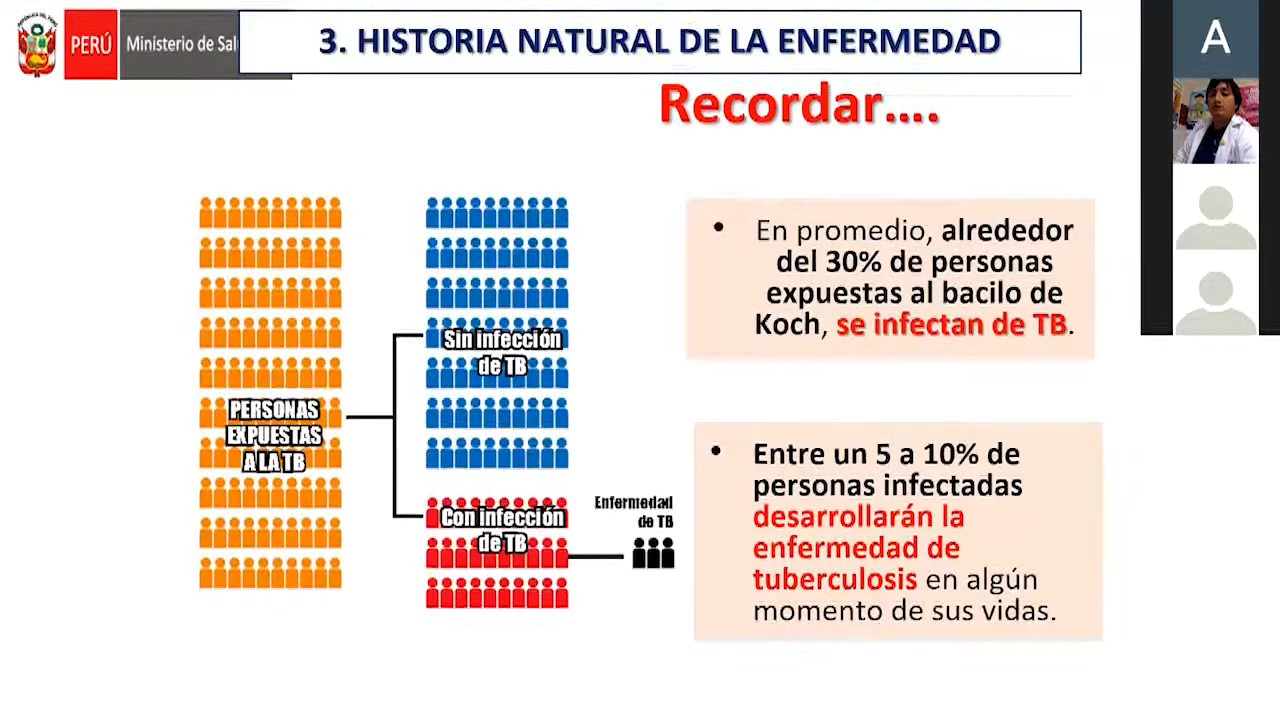 PERÚ
Ministerio de Salu
3. HISTORIA NATURAL DE LA ENFERMEDAD
Recordar....
A
PERSONAS
EXPUESTAS
A LA TB
Sin infección
de TB
Con infección
de TB
Enfermedad
de TB
• En promedio, alrededor
del 30% de personas
expuestas al bacilo de
Koch, se infectan de TB.
• Entre un 5 a 10% de
personas infectadas
desarrollarán la
enfermedad de
tuberculosis en algún
momento de sus vidas.